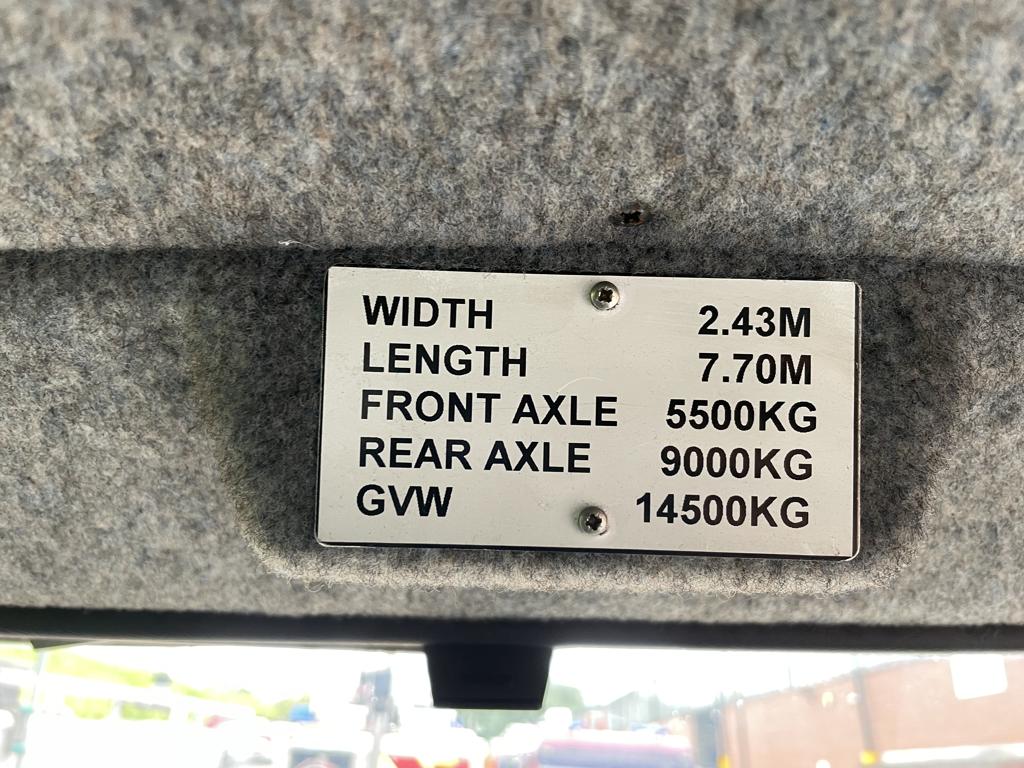 WIDTH 2.43M
LENGTH 7.70M
FRONT AXLE 5500KG
REAR AXLE 9000KG
GVW 14500KG